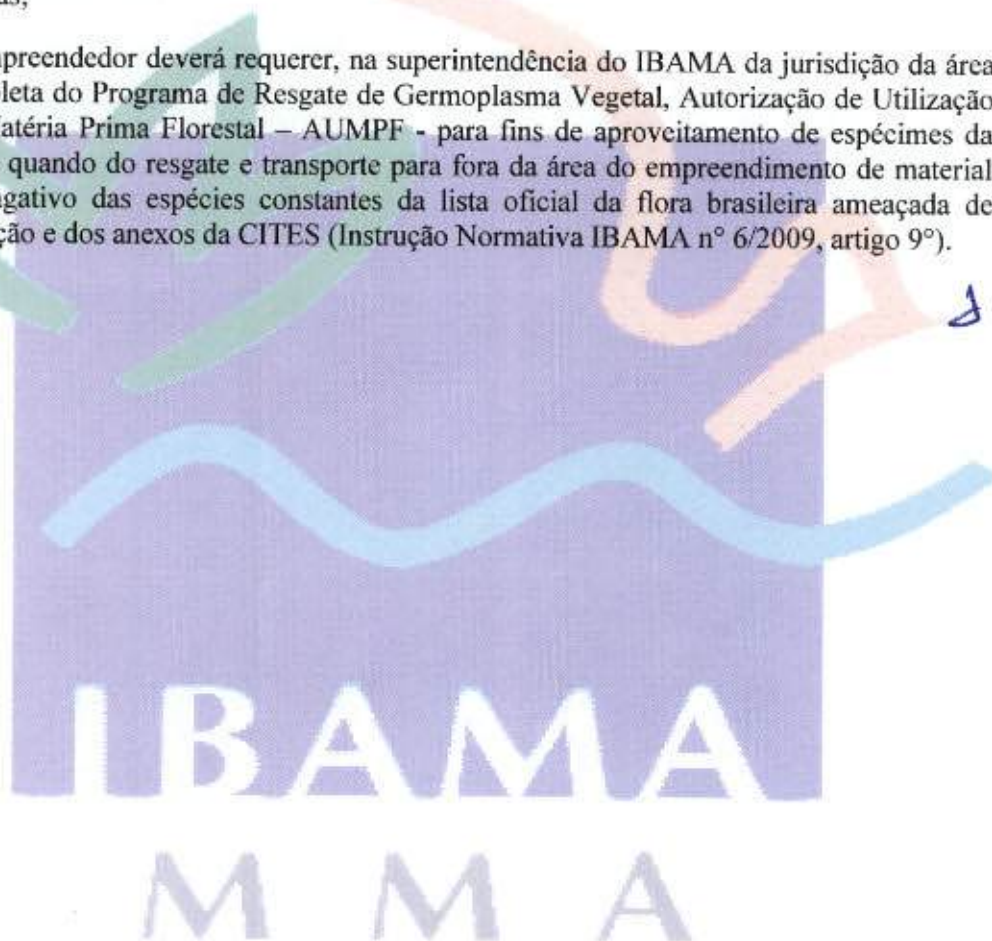 as,
preendedor deverá requerer, na superintendência do IBAMA da jurisdição da área
leta do Programa de Resgate de Germoplasma Vegetal, Autorização de Utilização
atéria Prima Florestal – AUMPF - para fins de aproveitamento de espécimes da
quando do resgate e transporte para fora da área do empreendimento de material
gativo das espécies constantes da lista oficial da flora brasileira ameaçada de
ção e dos anexos da CITES (Instrução Normativa IBAMA n° 6/2009, artigo 9°).
IBAMA
M M A